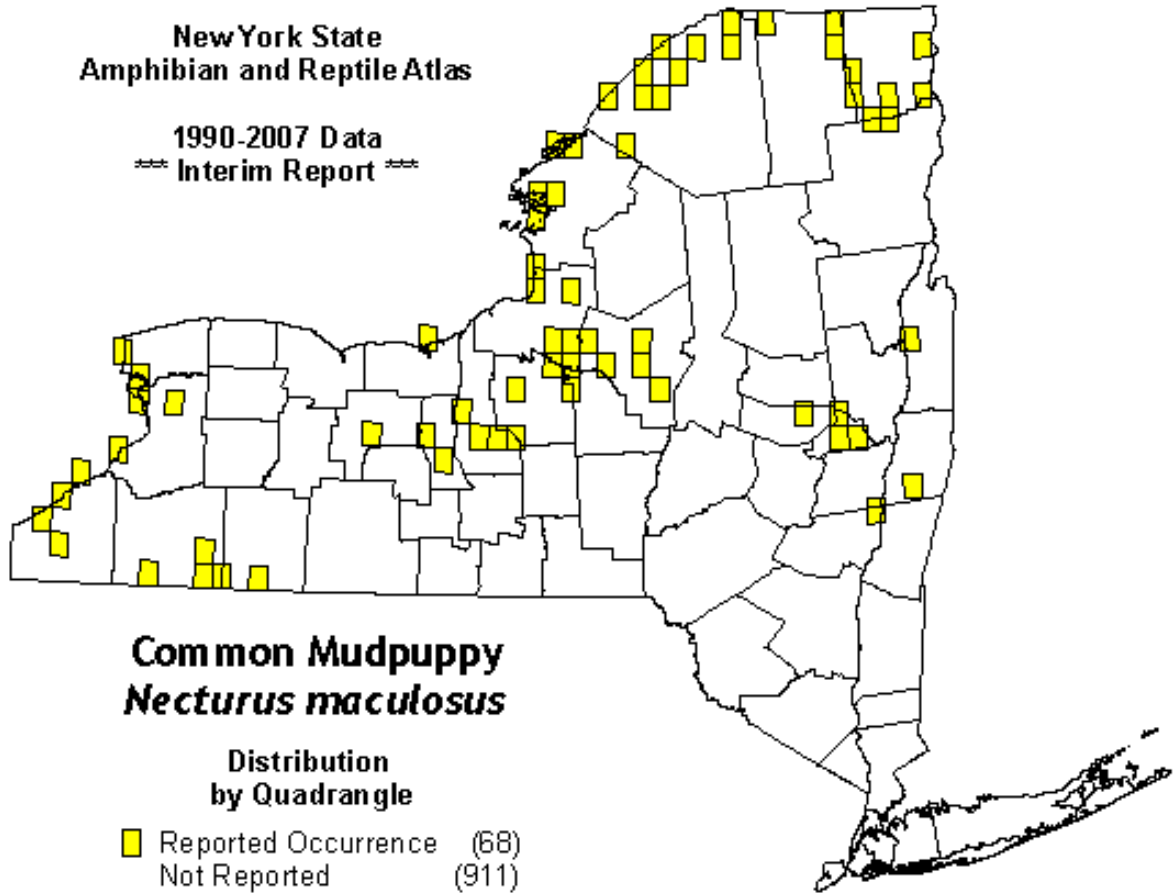 New York State
Amphibian and Reptile Atlas
1990-2007 Data
*** Interim Report ***
Common Mudpuppy
Necturus maculosus
Distribution
by Quadrangle
Reported Occurrence (68)
Not Reported (911)